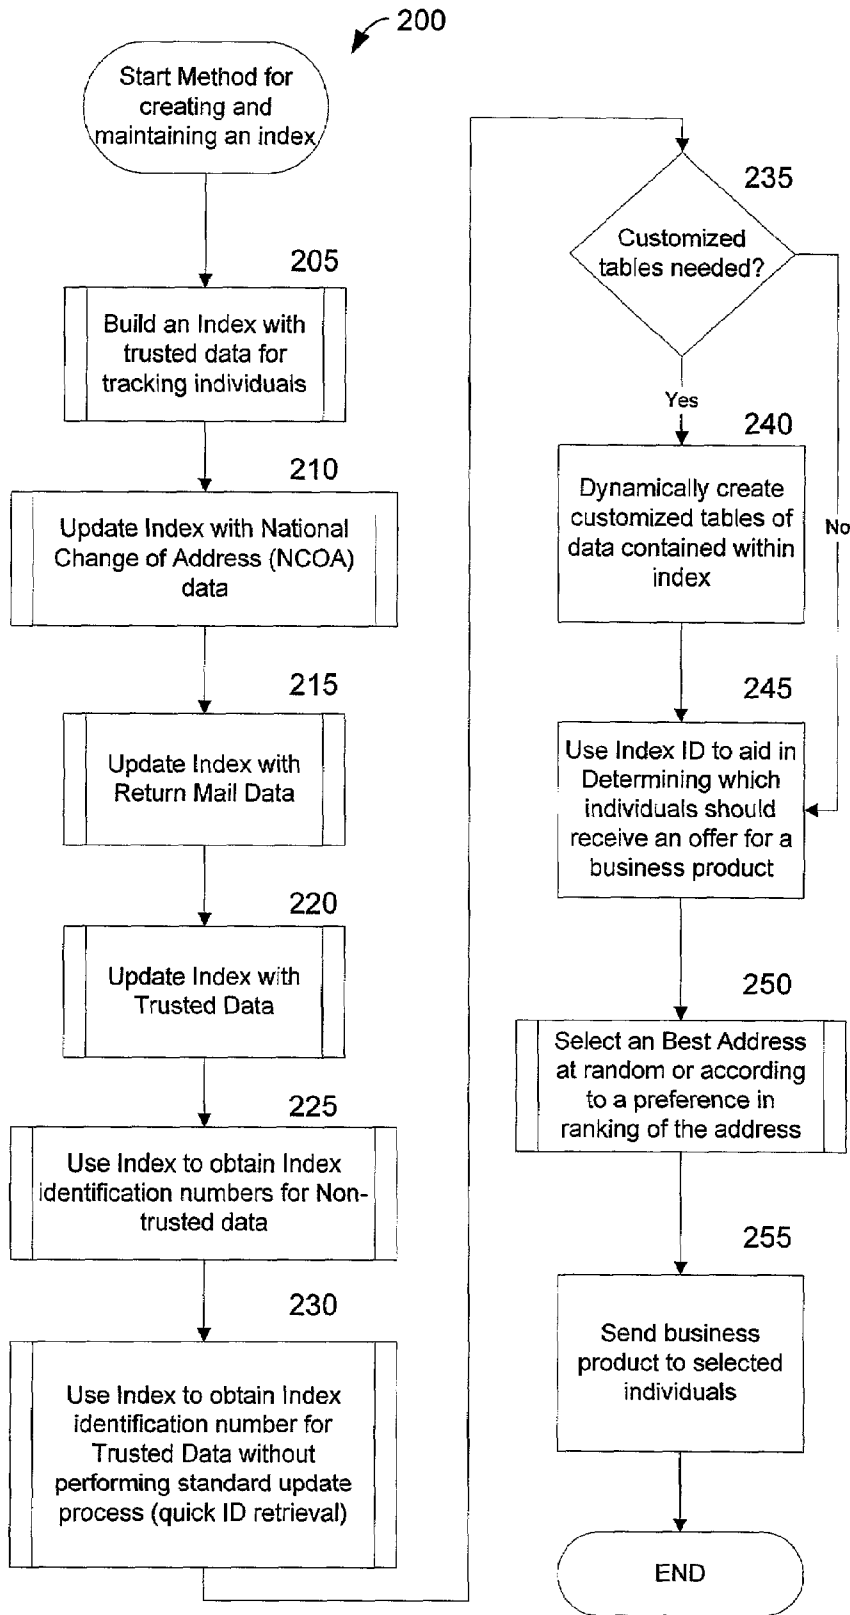 200
Start Method for
creating and
maintaining an index
205
Build an Index with
trusted data for
tracking individuals
210
Update Index with National
Change of Address (NCOA)
data
215
Update Index with
Return Mail Data
220
Update Index with
Trusted Data
225
Use Index to obtain Index
identification numbers for Non-
trusted data
230
Use Index to obtain Index
identification number for
Trusted Data without
performing standard update
process (quick ID retrieval)
235
Customized
tables needed?
Yes
No
240
Dynamically create
customized tables of
data contained within
index
245
Use Index ID to aid in
Determining which
individuals should
receive an offer for a
business product
250
Select an Best Address
at random or according
to a preference in
ranking of the address
255
Send business
product to selected
individuals
END